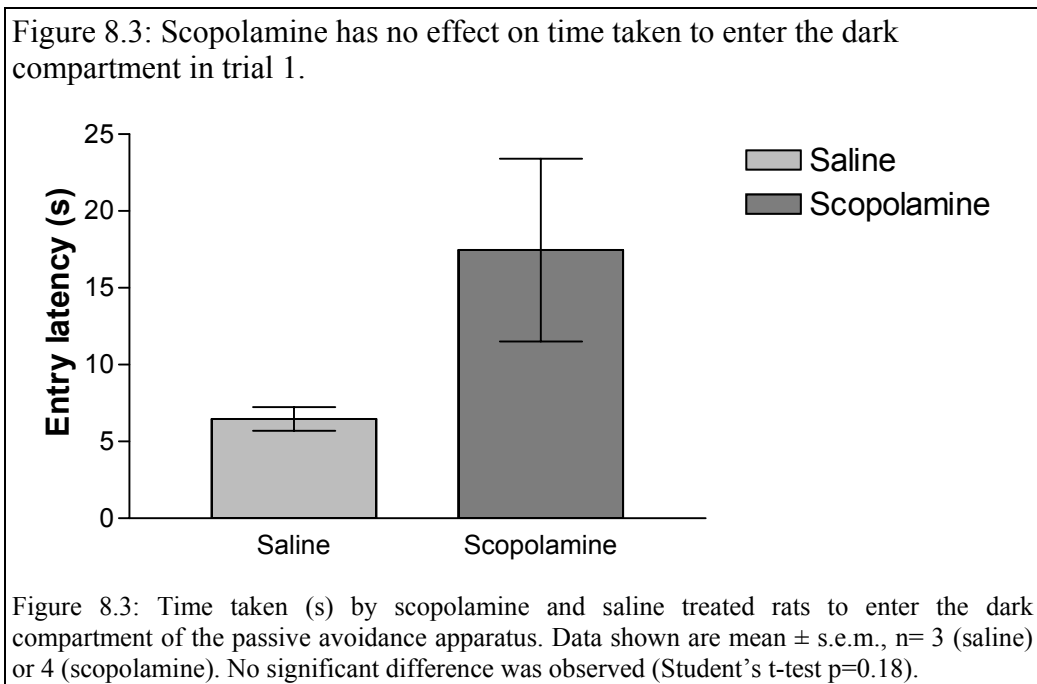 Figure 8.3: Scopolamine has no effect on time taken to enter the dark
compartment in trial 1.
25
20
15
10
5
0
Entry latency (s)
Saline
Scopolamine
Saline
Scopolamine
Figure 8.3: Time taken (s) by scopolamine and saline treated rats to enter the dark
compartment of the passive avoidance apparatus. Data shown are mean ± s.e.m., n= 3 (saline)
or 4 (scopolamine). No significant difference was observed (Student’s t-test p=0.18).